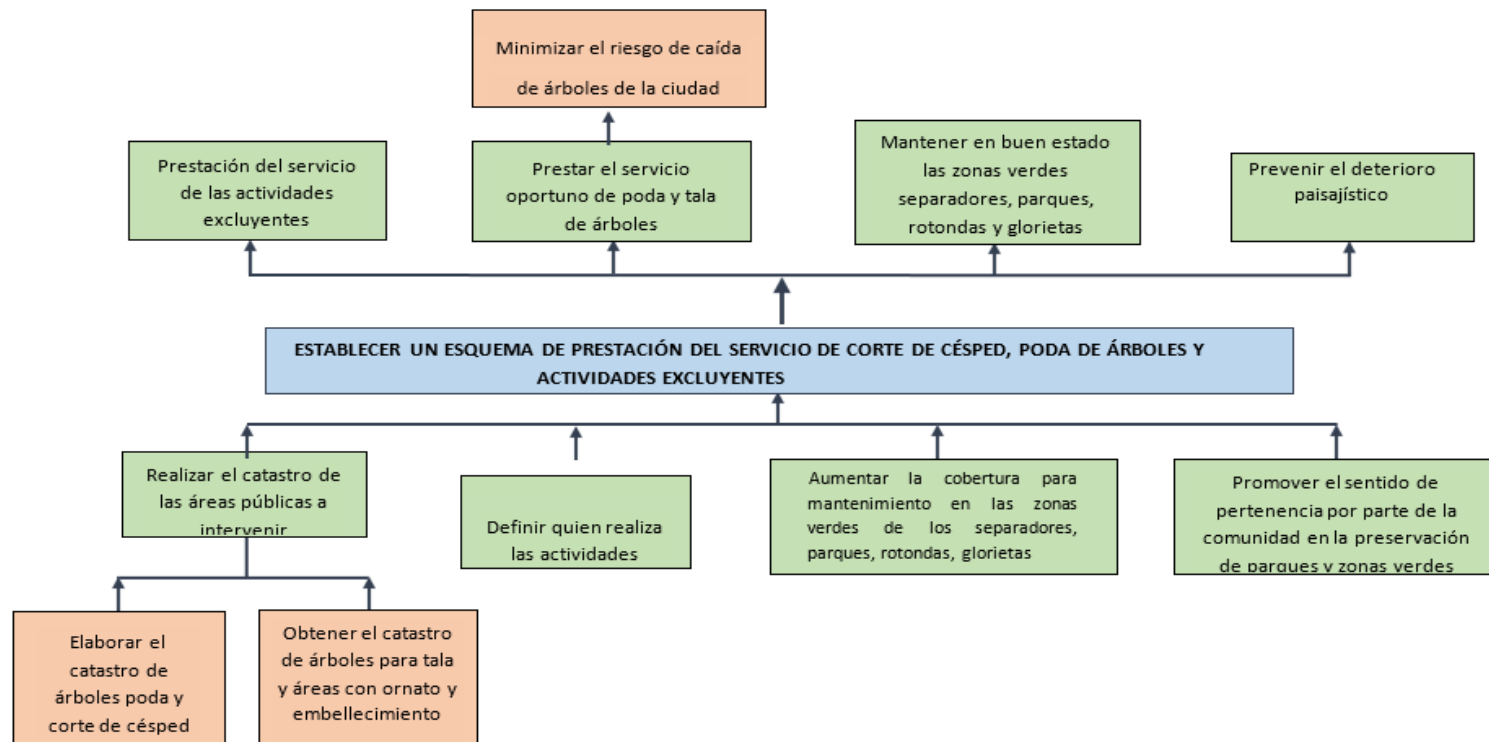 Minimizar el riesgo de caída
de árboles de la ciudad
Prestación del servicio
de las actividades
excluyentes
Prestar el servicio
oportuno de poda y tala
de árboles
Mantener en buen estado
las zonas verdes
separadores, parques,
rotondas y glorietas
Prevenir el deterioro
paisajístico
ESTABLECER UN ESQUEMA DE PRESTACIÓN DEL SERVICIO DE CORTE DE CÉSPED, PODA DE ÁRBOLES Y
ACTIVIDADES EXCLUYENTES
Realizar el catastro de
las áreas públicas a
intervenir
Definir quien realiza
las actividades
Aumentar la cobertura para
mantenimiento en las zonas
verdes de los separadores,
parques, rotondas, glorietas
Promover el sentido de
pertenencia por parte de la
comunidad en la preservación
de parques y zonas verdes
Elaborar el
catastro de
árboles poda y
corte de césped
Obtener el catastro
de árboles para tala
y áreas con ornato y
embellecimiento